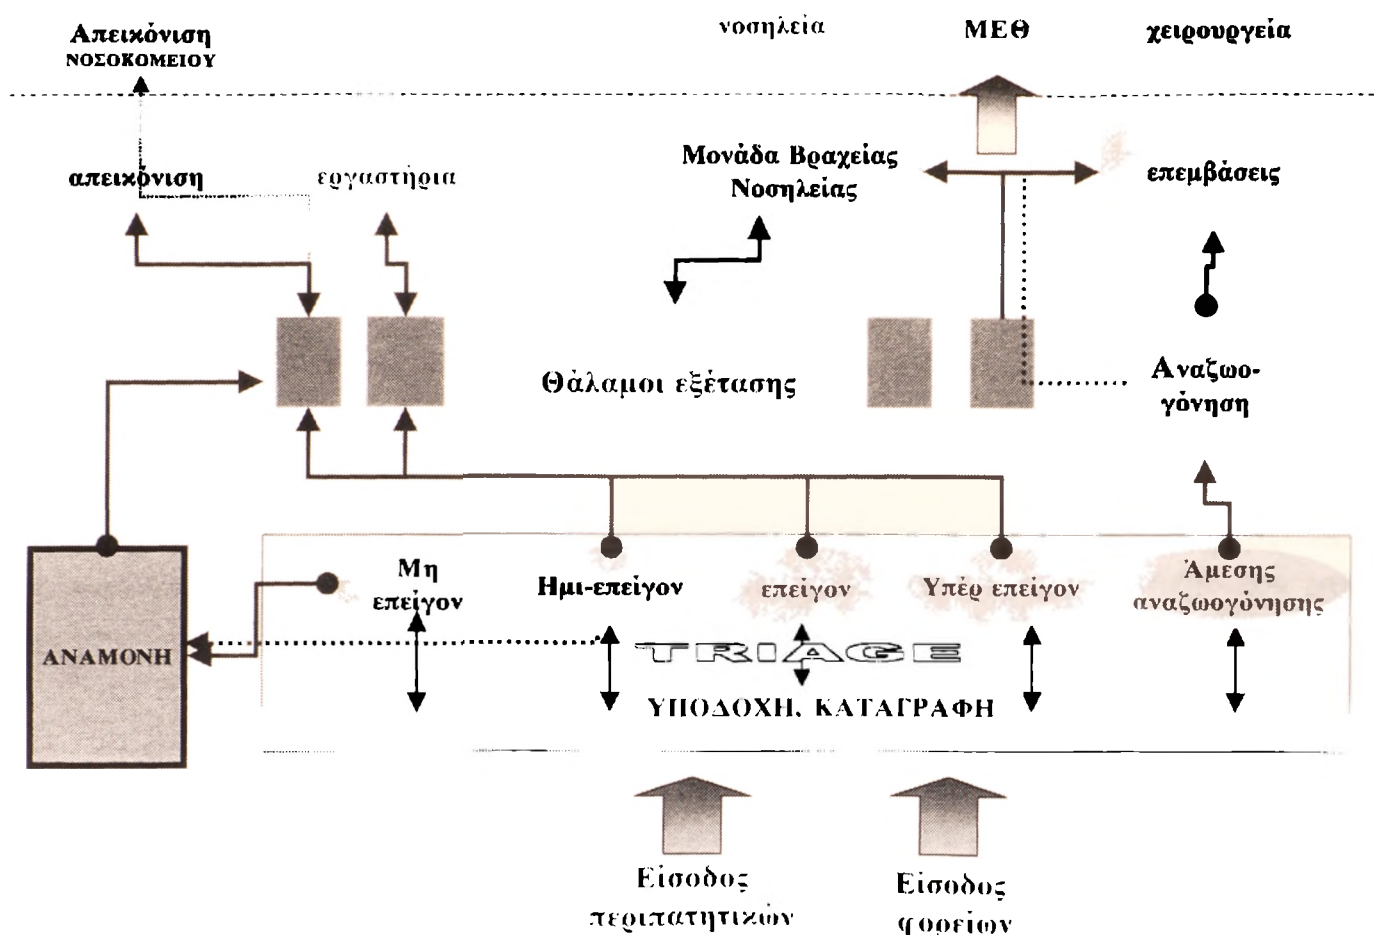 Απεικόνιση
ΝΟΣΟΚΟΜΕΙΟΥ
νοσηλεία
ΜΕΘ
χειρουργεία
απεικόνιση
εργαστήρια
Μονάδα Βραχείας
Νοσηλείας
επεμβάσεις
Θάλαμοι εξέτασης
Αναζωο-
γόνηση
ΑΝΑΜΟΝΗ
Μη
επείγον
Ημι-επείγον
επείγον
Υπέρ επείγον
Άμεσης
αναζωογόνησης
TRIAGE
ΥΠΟΔΟΧΗ, ΚΑΤΑΓΡΑΦΗ
Είσοδος
περιπατητικών
Είσοδος
φορείων